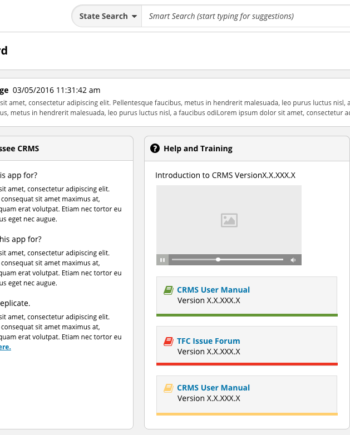 State Search Smart Search (start typing for suggestions)
rd
ge 03/05/2016 11:31:42 am
sit amet, consectetur adipiscing elit. Pellentesque faucibus, metus in hendrerit malesuada, leo purus luctus nisl, a
us, metus in hendrerit malesuada, leo purus luctus nisl, a faucibus odiLorem ipsum dolor sit amet, consectetur a
ssee CRMS
is app for?
sit amet, consectetur adipiscing elit.
consequat sit amet maximus at,
quam erat volutpat. Etiam nec tortor eu
us eget nec augue.
his app for?
sit amet, consectetur adipiscing elit.
consequat sit amet maximus at,
quam erat volutpat. Etiam nec tortor eu
us eget nec augue.
eplicate.
sit amet, consectetur adipiscing elit.
consequat sit amet maximus at,
quam erat volutpat. Etiam nec tortor eu
ere.
Help and Training
Introduction to CRMS VersionX.X.XXX.X
CRMS User Manual
Version X.X.XXX.X
TFC Issue Forum
Version X.X.XXX.X
CRMS User Manual
Version X.X.XXX.X